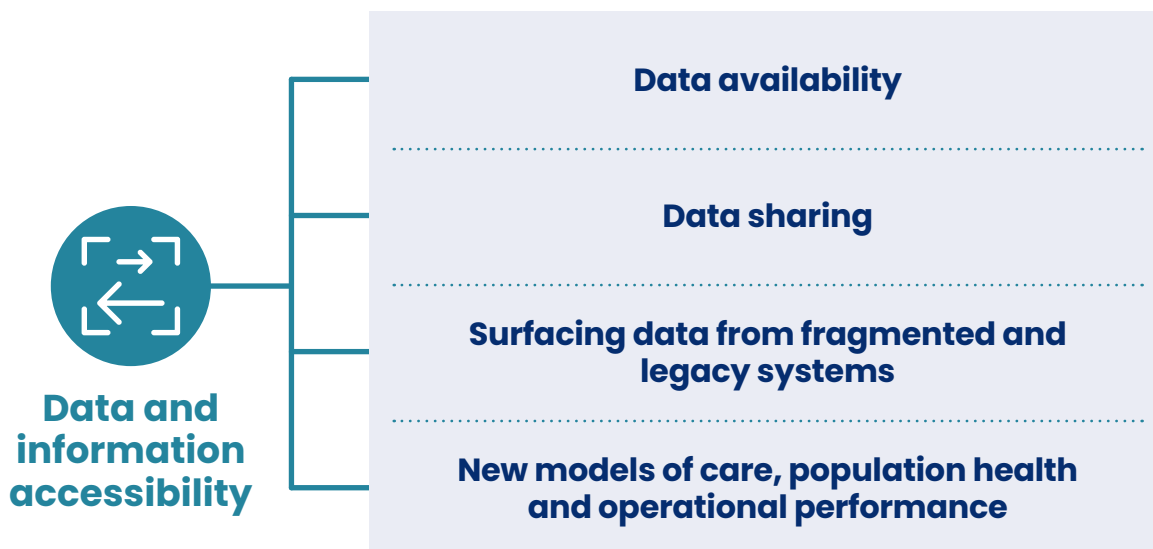 Data availability
Data sharing
Surfacing data from fragmented and
legacy systems
New models of care, population health
and operational performance
Data and
information
accessibility